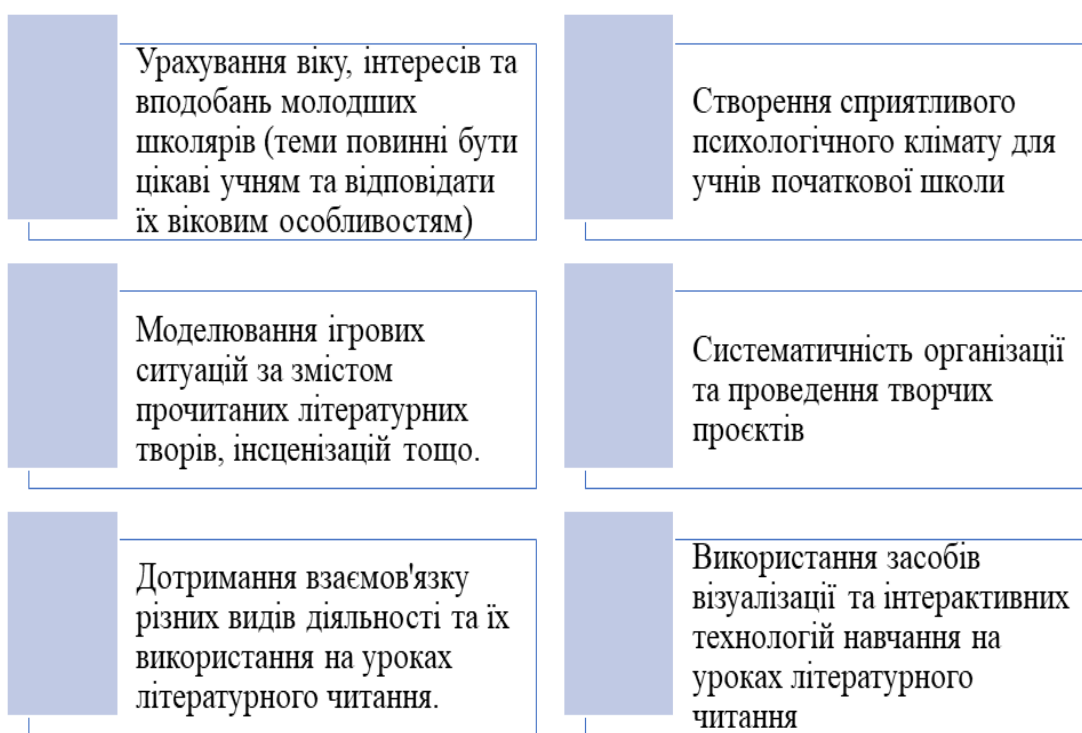 Урахування віку, інтересів та
вподобань молодших
школярів (теми повинні бути
цікаві учням та відповідати
їх віковим особливостям)
Створення сприятливого
психологічного клімату для
учнів початкової школи
Моделювання ігрових
ситуацій за змістом
прочитаних літературних
творів, інсценізацій тощо.
Систематичність організації
та проведення творчих
проєктів
Дотримання взаємов'язку
різних видів діяльності та їх
використання на уроках
літературного читання.
Використання засобів
візуалізації та інтерактивних
технологій навчання на
уроках літературного
читання